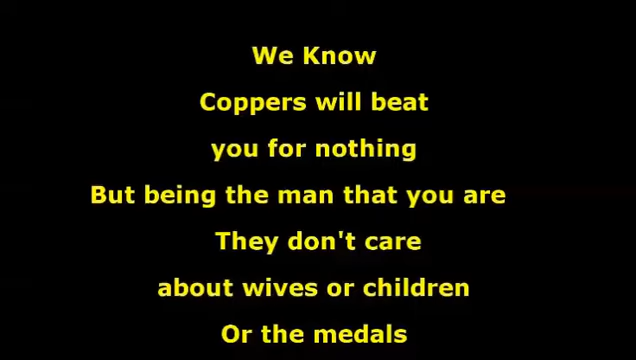 We Know
Coppers will beat
you for nothing
But being the man that you are
They don't care
about wives or children
Or the medals